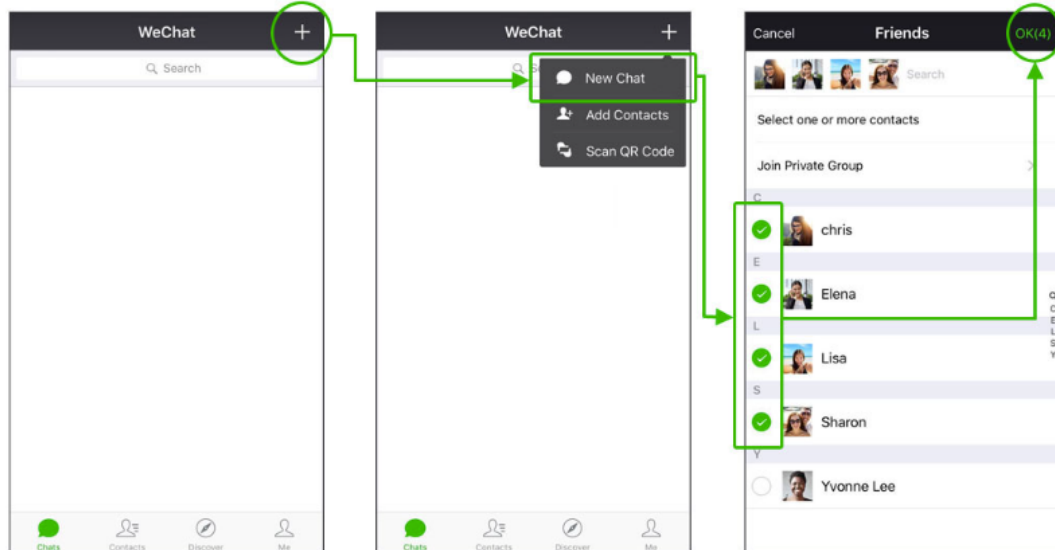 WeChat
Search
Chats
Contacts
Discover
Me
WeChat
New Chat
Add Contacts
Scan QR Code
Chats
Contacts
Discover
Me
Cancel
Friends
OK(4)
Search
Select one or more contacts
Join Private Group
C
chris
E
Elena
L
Lisa
S
Sharon
Y
Yvonne Lee
C
E
L
S
Y